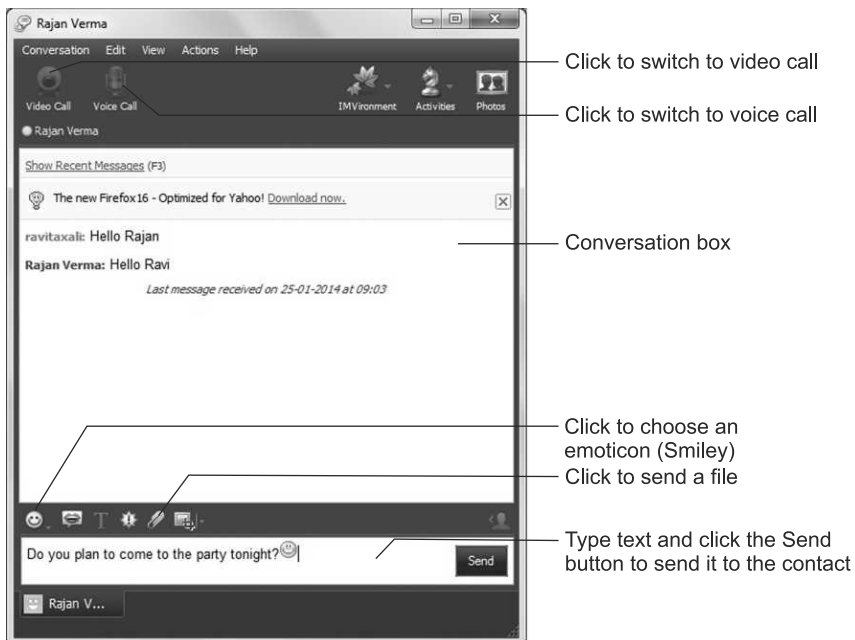 Rajan Verma
Conversation Edit View Actions Help
Video Call Voice Call IMVironment Activities Photos
Rajan Verma
Show Recent Messages (F3)
The new Firefox16 - Optimized for Yahoo! Download now.
ravitaxali: Hello Rajan
Rajan Verma: Hello Ravi
Last message received on 25-01-2014 at 09:03
Do you plan to come to the party tonight?
Send
Rajan V...
Click to switch to video call
Click to switch to voice call
Conversation box
Click to choose an
emoticon (Smiley)
Click to send a file
Type text and click the Send
button to send it to the contact